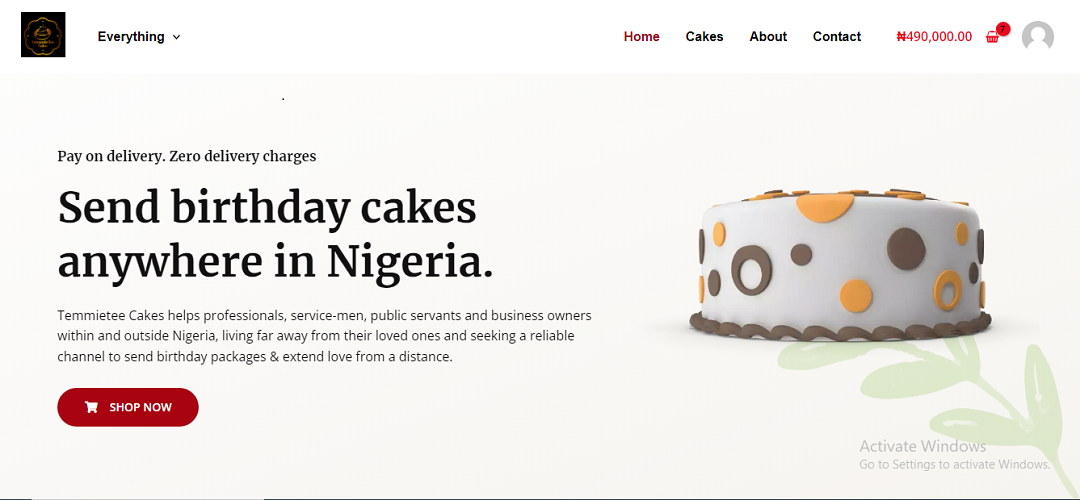 Everything
Home
Cakes
About
Contact
₦490,000.00
7
Pay on delivery. Zero delivery charges
Send birthday cakes
anywhere in Nigeria.
Temmietee Cakes helps professionals, service-men, public servants and business owners
within and outside Nigeria, living far away from their loved ones and seeking a reliable
channel to send birthday packages & extend love from a distance.
SHOP NOW
Activate Windows
Go to Settings to activate Windows.